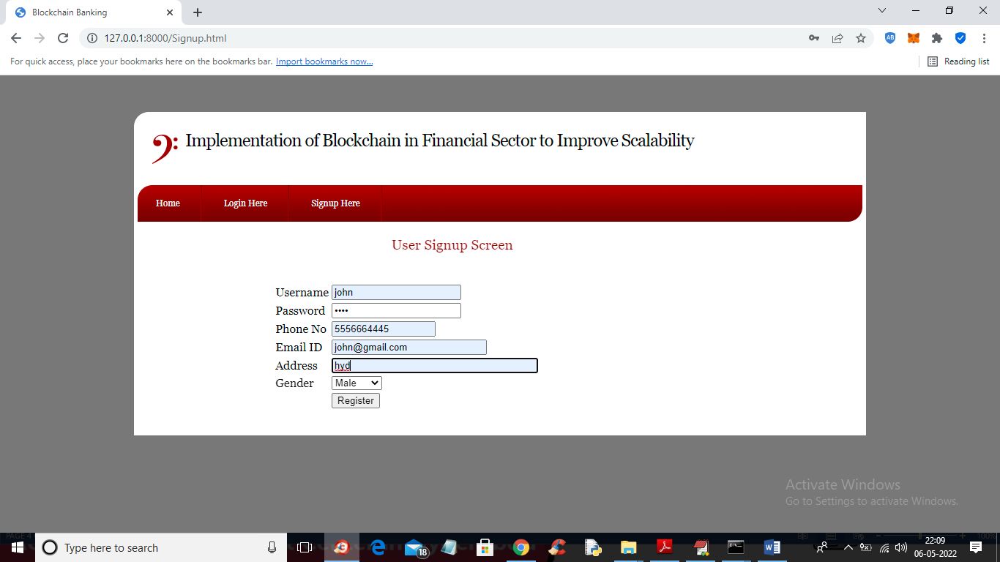 Blockchain Banking
127.0.0.1:8000/Signup.html
For quick access, place your bookmarks here on the bookmarks bar. Import bookmarks now...
Reading list
Implementation of Blockchain in Financial Sector to Improve Scalability
Home Login Here Signup Here
User Signup Screen
Username john
Password ••••
Phone No 5556664445
Email ID john@gmail.com
Address hyd
Gender Male
Register
Activate Windows
Go to Settings to activate Windows.
PAGE 4
100%
Type here to search
18
22:09
06-05-2022